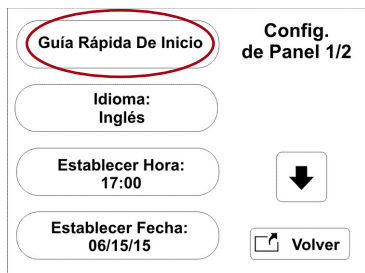 Guía Rápida De Inicio
Config.
de Panel 1/2
Idioma:
Inglés
Establecer Hora:
17:00
Establecer Fecha:
06/15/15
Volver